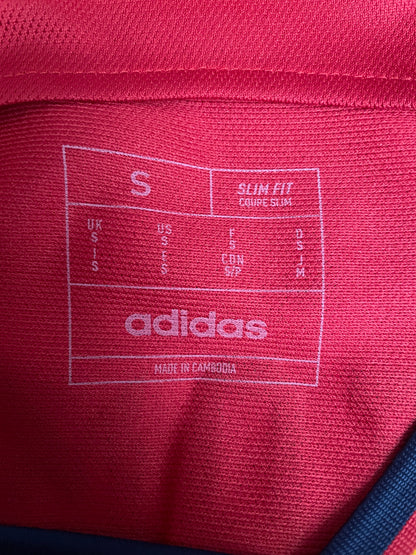 S
SLIM FIT
COUPE SLIM
UK US F D
S S S S
I E CDN J
S S S/P M
adidas
MADE IN CAMBODIA